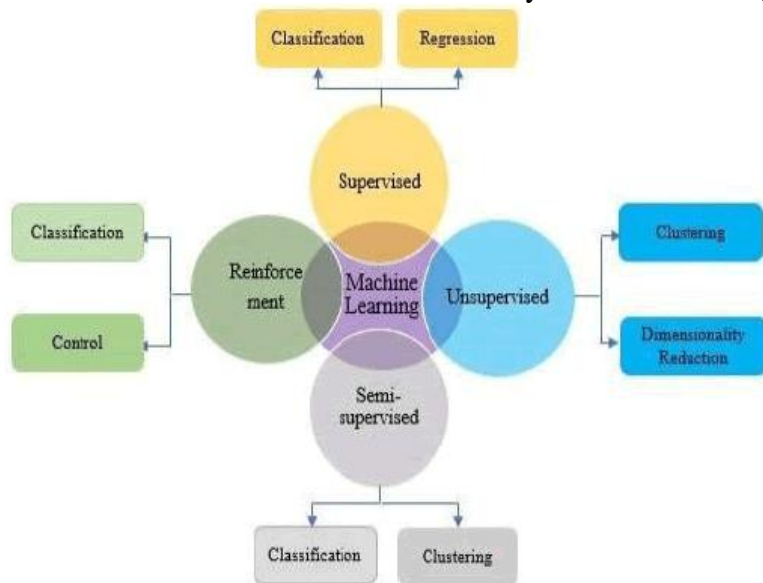 Classification
Regression
Supervised
Classification
Control
Reinforce
ment
Machine
Learning
Unsupervised
Clustering
Dimensionality
Reduction
Semi-
supervised
Classification
Clustering